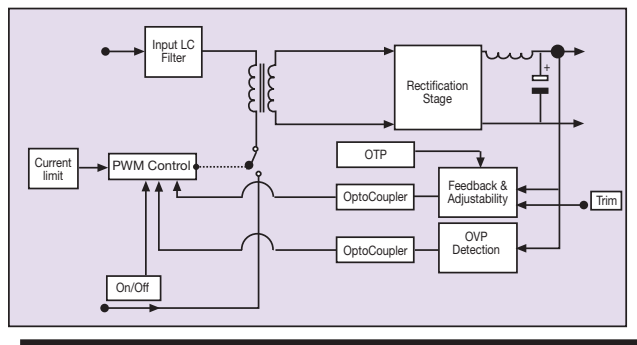 Input LC
Filter
Rectification
Stage
+
Current
limit
PWM Control
OTP
OptoCoupler
Feedback &
Adjustability
Trim
OptoCoupler
OVP
Detection
On/Off